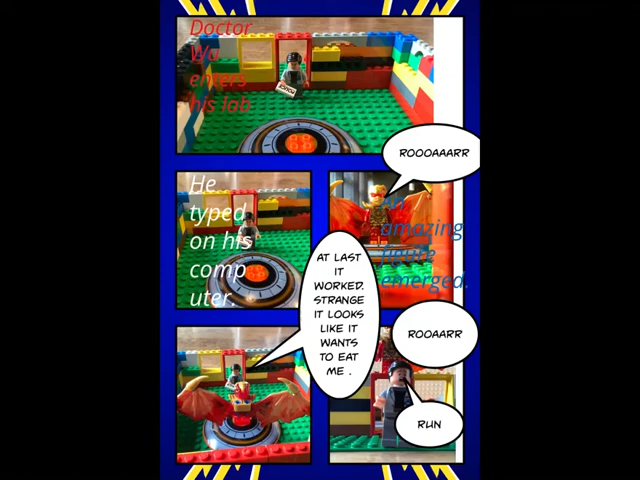 Doctor
Wu
enters
his lab
ROOOAAARR
He
typed
on his
comp
uter
An
amazing
figure
emerged.
AT LAST
IT
WORKED.
STRANGE
IT LOOKS
LIKE IT
WANTS
TO EAT
ME .
ROOAARR
RUN